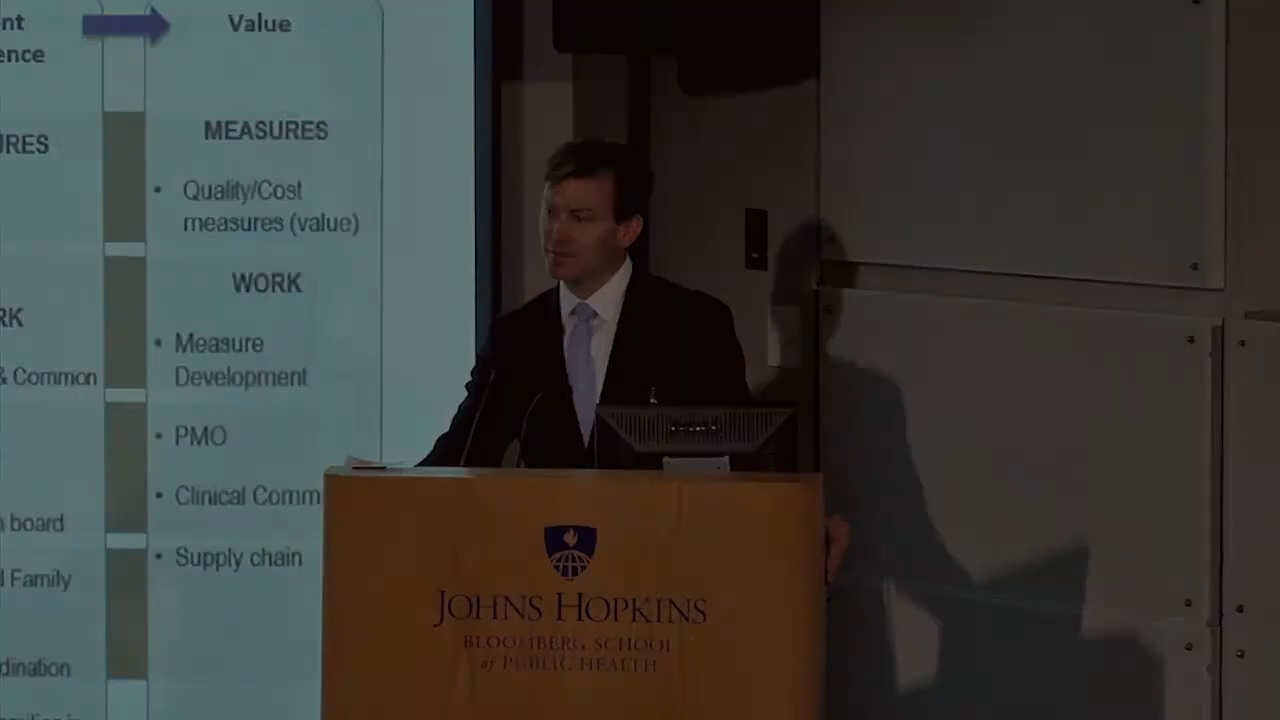 nt
ence
Value
URES
MEASURES
• Quality/Cost
measures (value)
RK
WORK
& Common
• Measure
Development
• PMO
• Clinical Comm
board
• Supply chain
d Family
dination
JOHNS HOPKINS
BLOOMBERG SCHOOL
of PUBLIC HEALTH